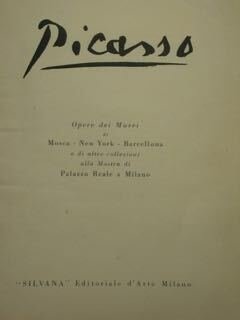 Picasso
Opere dei Musei
di
Mosca - New York - Barcellona
e di altre collezioni
alla Mostra di
Palazzo Reale a Milano
"SILVANA" Editoriale d'Arte Milano